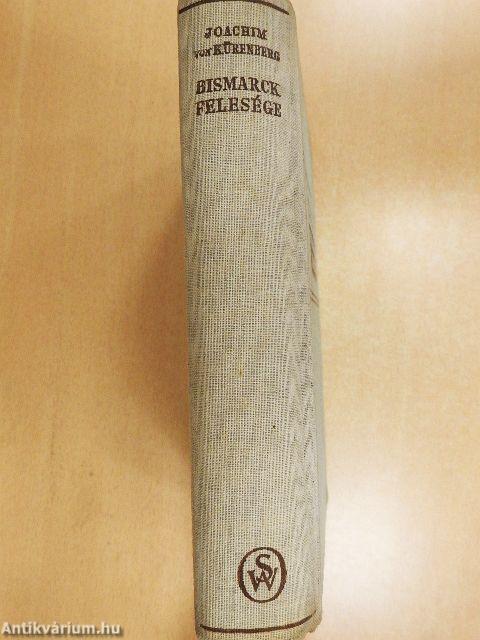 JOACHIM
VON KÜRENBERG
BISMARCK
FELESÉGE
SW
Antikvárium.hu